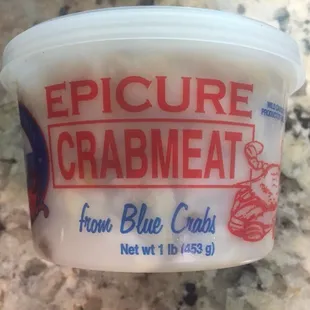 EPICURE
CRABMEAT
from Blue Crabs
Net wt 1 lb (453 g)